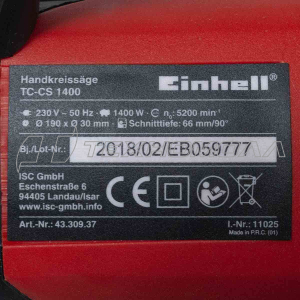 Handkreissäge
TC-CS 1400
Einhell
230 V ~ 50 Hz 1400 W n₀: 5200 min⁻¹
Ø 190 x Ø 30 mm Schnitttiefe: 66 mm/90°
Bj./Lot-Nr.: 2018/02/EB059777
ISC GmbH
Eschenstraße 6
94405 Landau/Isar
www.isc-gmbh.info
CE
Art.-Nr.: 43.309.37
I.-Nr.: 11025
Made in P.R.C. (01)